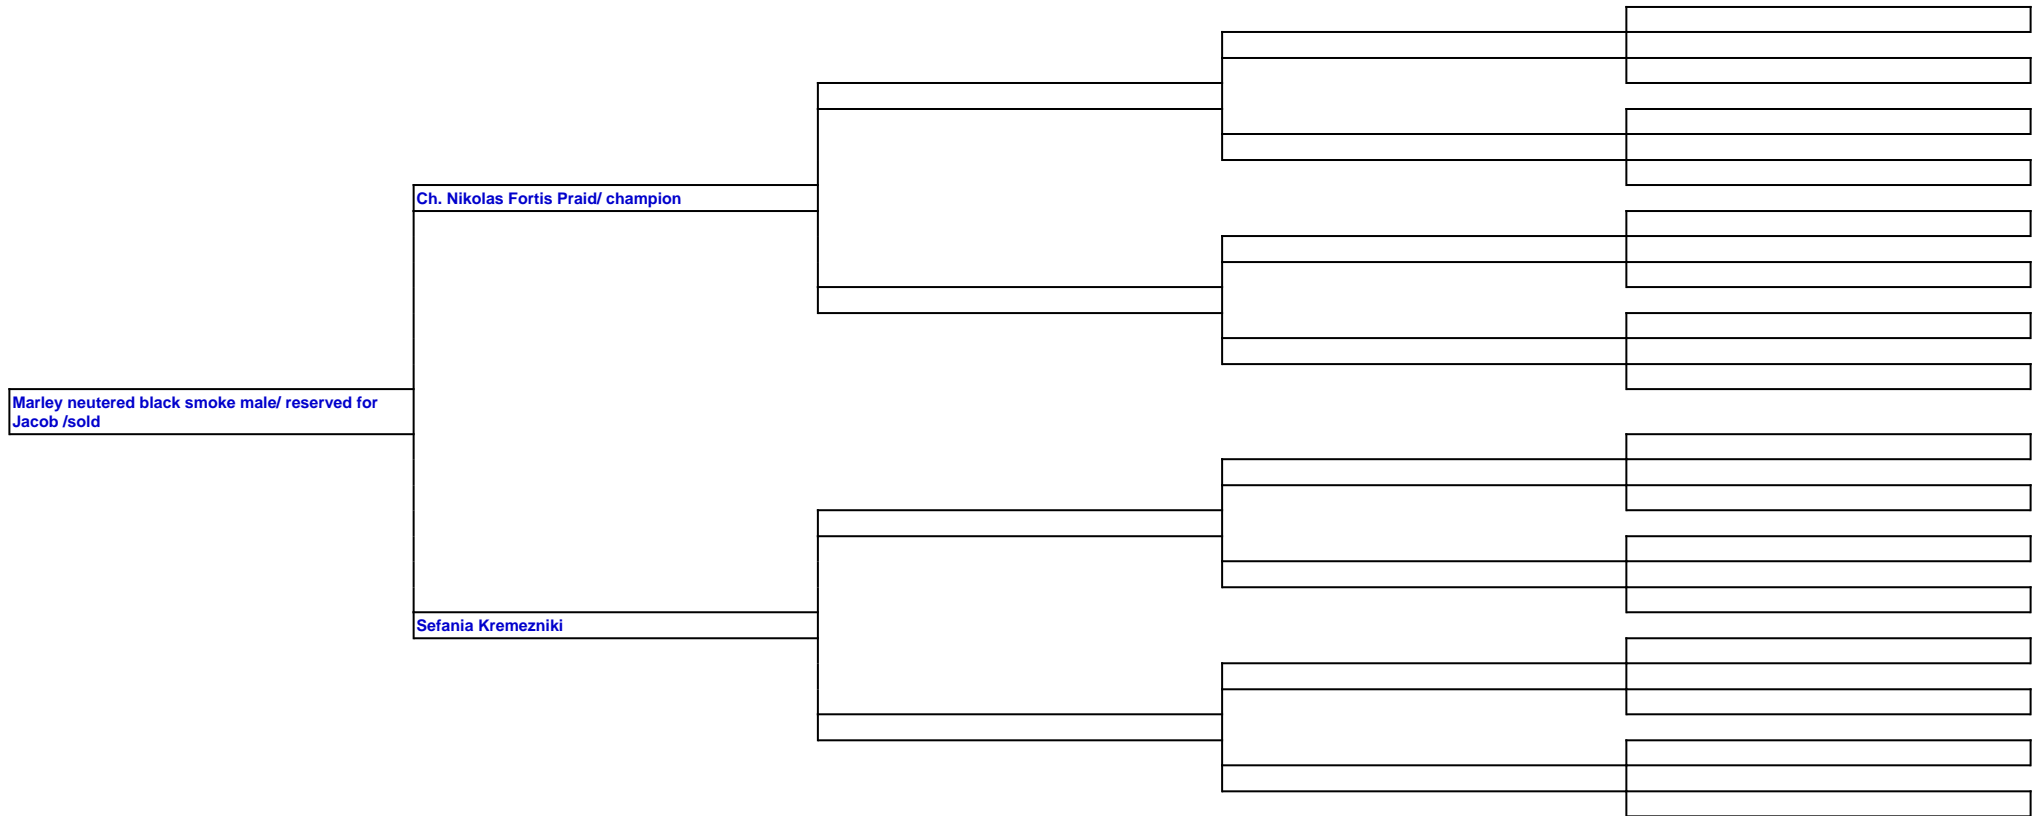 Ch. Nikolas Fortis Praid/ champion
Marley neutered black smoke male/ reserved for
Jacob /sold
Sefania Kremezniki